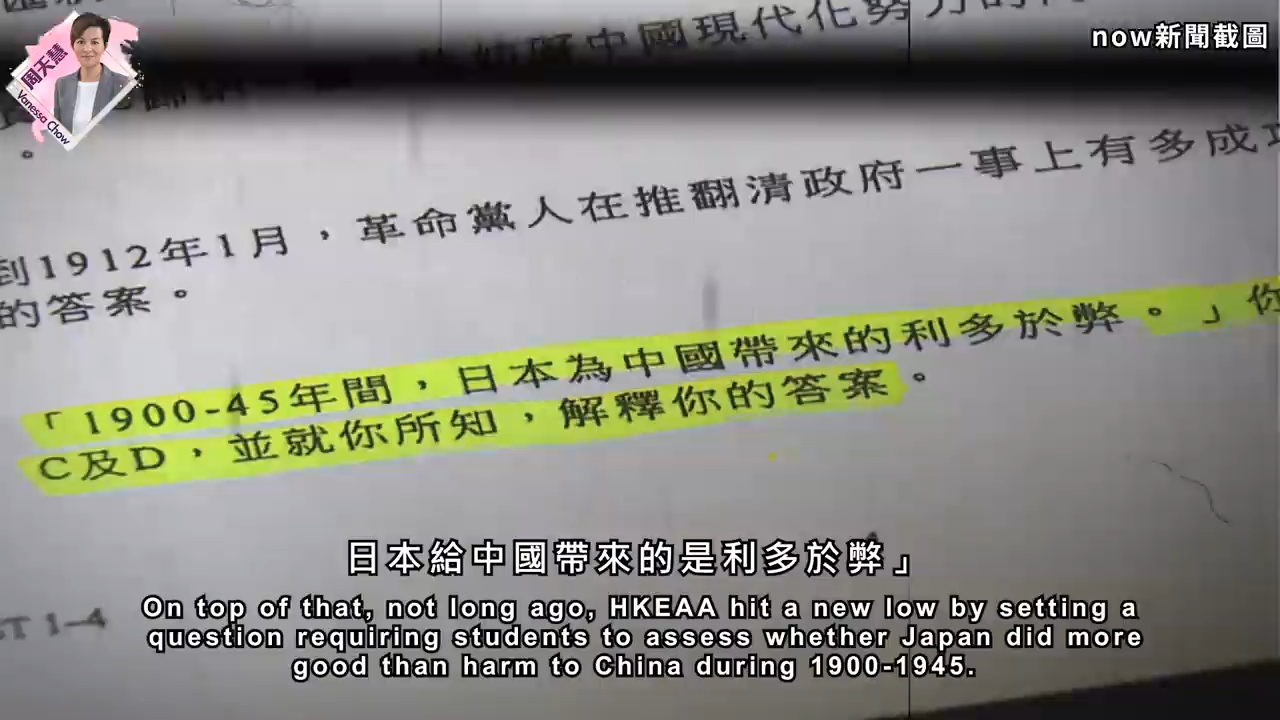 周天慧
Vanessa Chow
now新聞截圖
中國現代化努力的
到1912年1月，革命黨人在推翻清政府一事上有多成功
的答案。
「1900-45年間，日本為中國帶來的利多於弊。」你
C及D，並就你所知，解釋你的答案。
日本給中國帶來的是利多於弊」
On top of that, not long ago, HKEAA hit a new low by setting a
question requiring students to assess whether Japan did more
good than harm to China during 1900-1945.